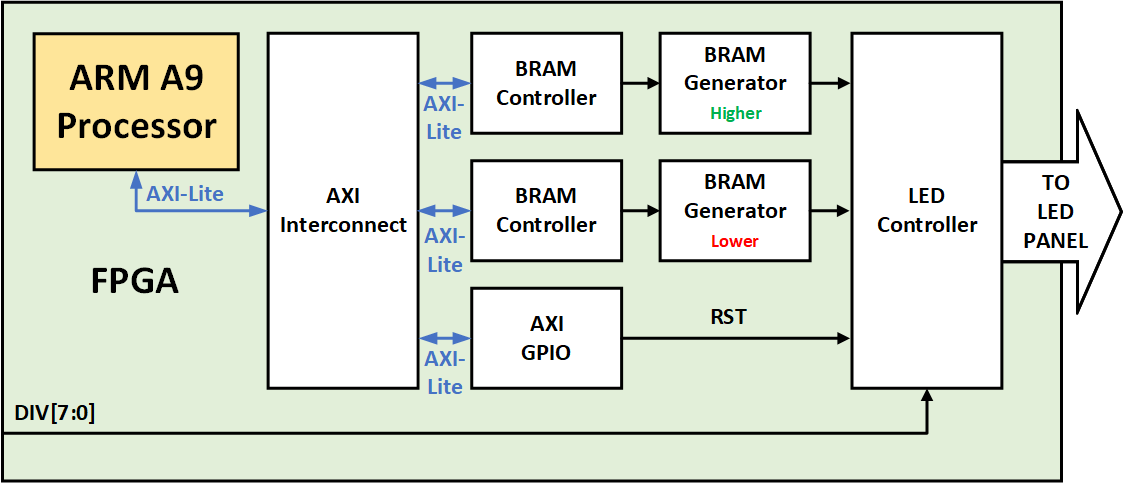 ARM A9
Processor
AXI-Lite
FPGA
AXI
Interconnect
AXI-
Lite
BRAM
Controller
BRAM
Generator
Higher
AXI-
Lite
BRAM
Controller
BRAM
Generator
Lower
AXI-
Lite
AXI
GPIO
RST
LED
Controller
TO
LED
PANEL
DIV[7:0]